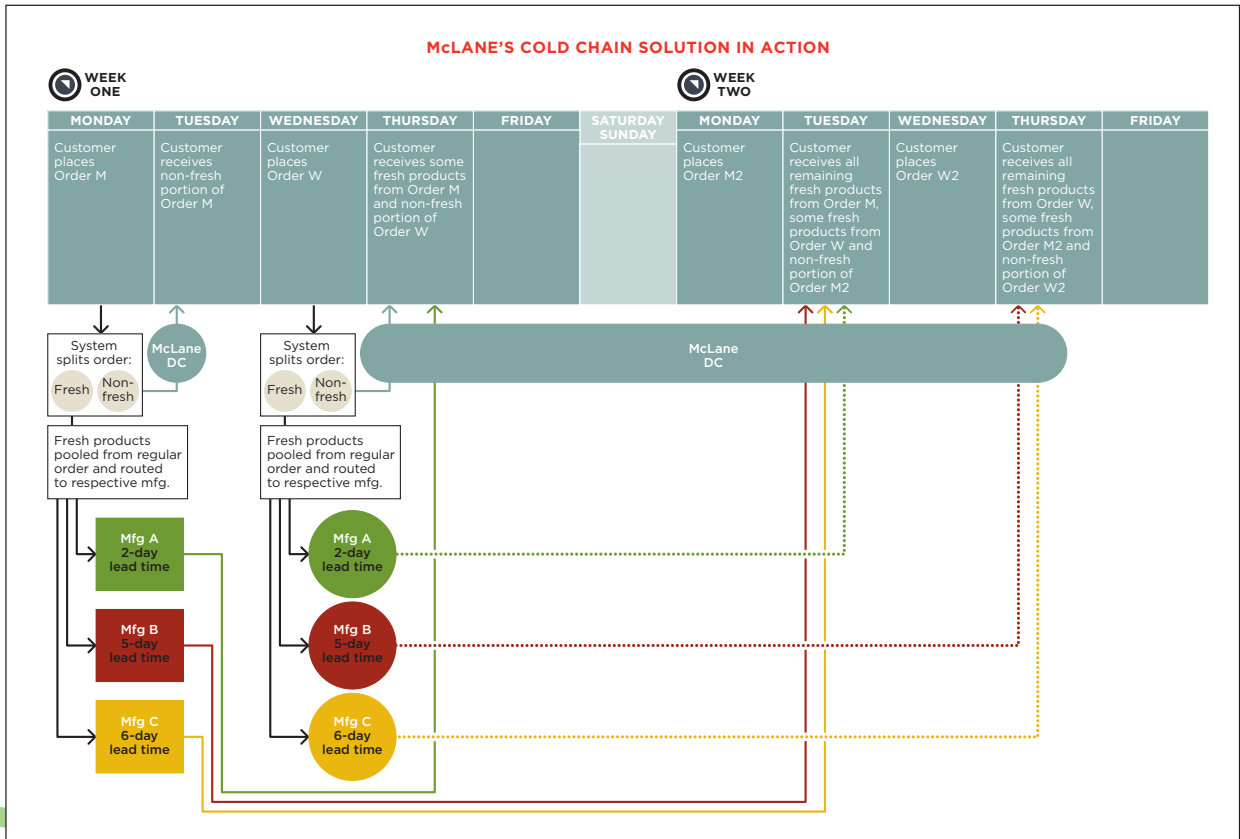 McLANE'S COLD CHAIN SOLUTION IN ACTION
WEEK
ONE
WEEK
TWO
MONDAY
TUESDAY
WEDNESDAY
THURSDAY
FRIDAY
SATURDAY
SUNDAY
MONDAY
TUESDAY
WEDNESDAY
THURSDAY
FRIDAY
Customer
places
Order M
Customer
receives
non-fresh
portion of
Order M
Customer
places
Order W
Customer
receives some
fresh products
from Order M
and non-fresh
portion of
Order W
Customer
places
Order M2
Customer
receives all
remaining
fresh products
from Order M,
some fresh
products from
Order W and
non-fresh
portion of
Order M2
Customer
places
Order W2
Customer
receives all
remaining
fresh products
from Order W,
some fresh
products from
Order M2 and
non-fresh
portion of
Order W2
System
splits order:
Fresh
Non-
fresh
McLane
DC
System
splits order:
Fresh
Non-
fresh
McLane
DC
Fresh products
pooled from regular
order and routed
to respective mfg.
Fresh products
pooled from regular
order and routed
to respective mfg.
Mfg A
2-day
lead time
Mfg A
2-day
lead time
Mfg B
5-day
lead time
Mfg B
5-day
lead time
Mfg C
6-day
lead time
Mfg C
6-day
lead time